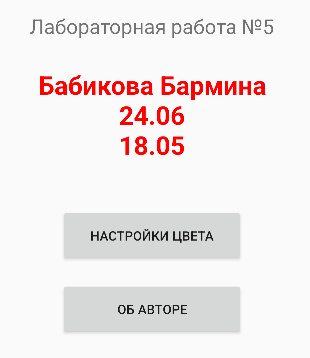 Лабораторная работа №5
Бабикова Бармина
24.06
18.05
НАСТРОЙКИ ЦВЕТА
ОБ АВТОРЕ